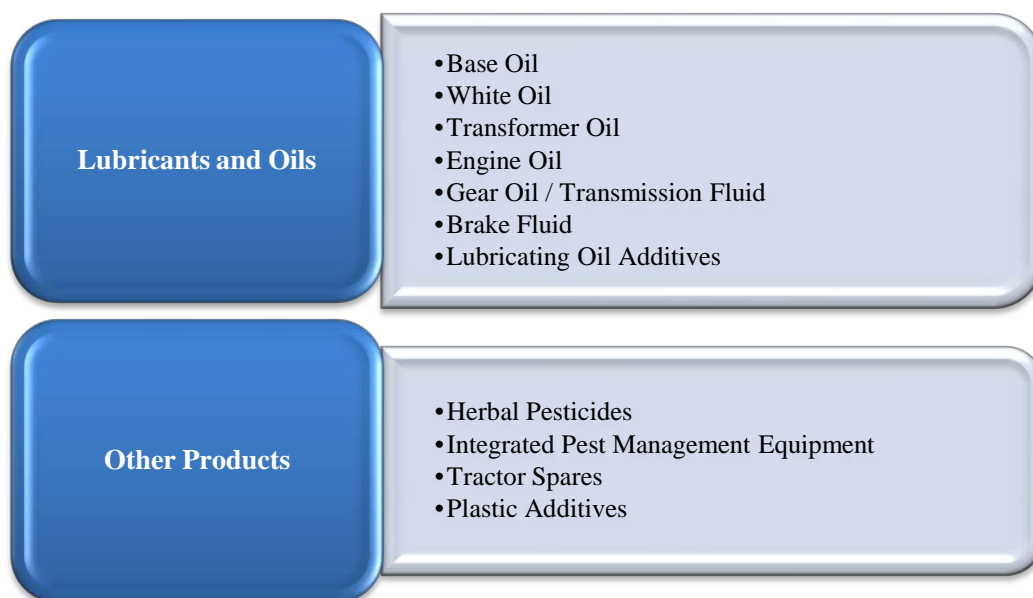 Lubricants and Oils
•Base Oil
•White Oil
•Transformer Oil
•Engine Oil
•Gear Oil / Transmission Fluid
•Brake Fluid
•Lubricating Oil Additives
Other Products
•Herbal Pesticides
•Integrated Pest Management Equipment
•Tractor Spares
•Plastic Additives